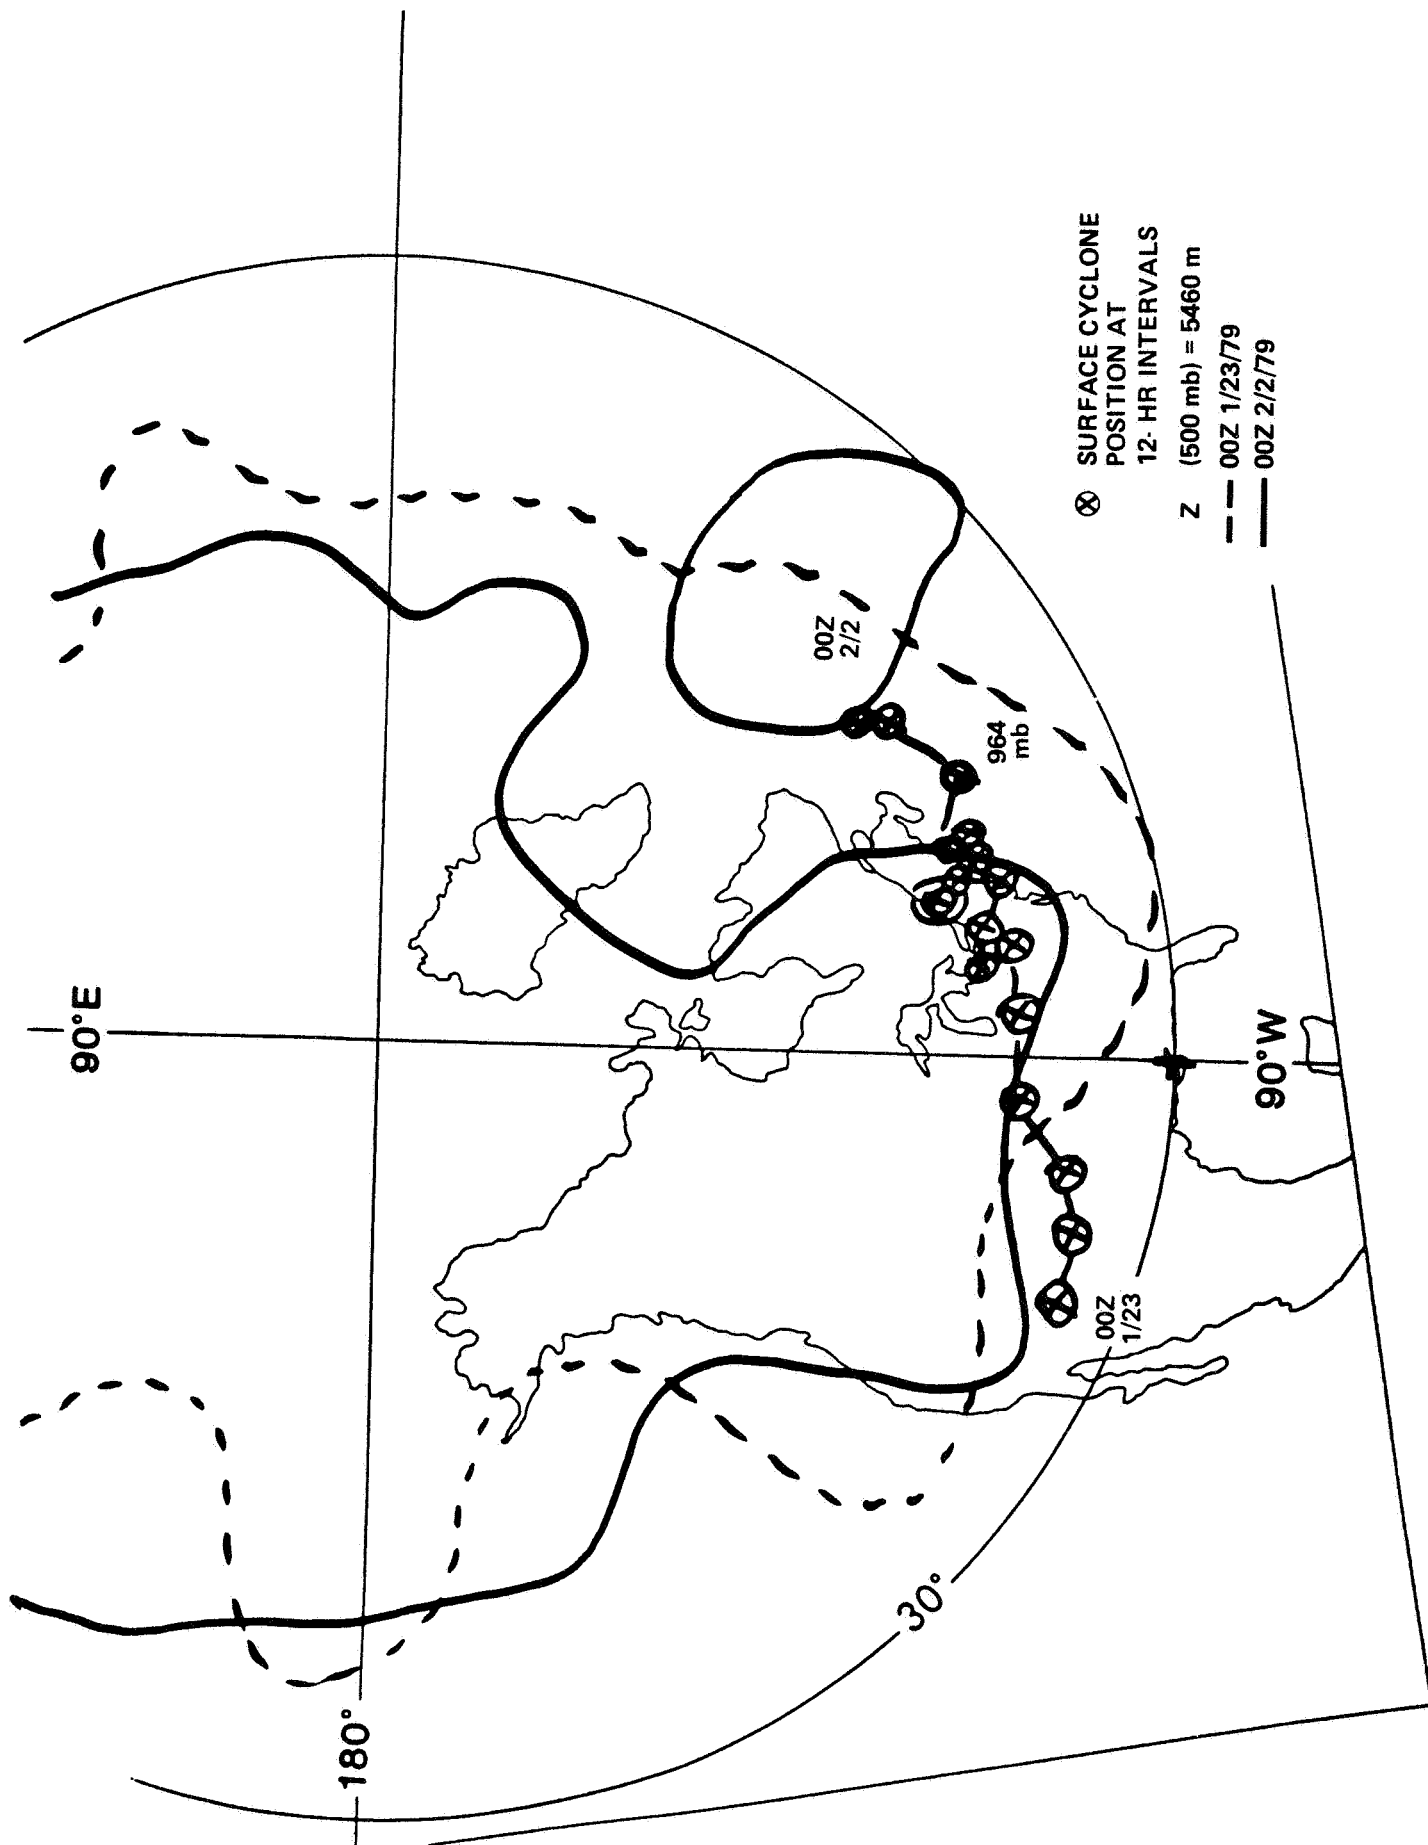 90°E
180°
30°
90°W
00Z
1/23
00Z
2/2
964
mb
⊗ SURFACE CYCLONE
POSITION AT
12- HR INTERVALS
Z (500 mb) = 5460 m
00Z 1/23/79
00Z 2/2/79